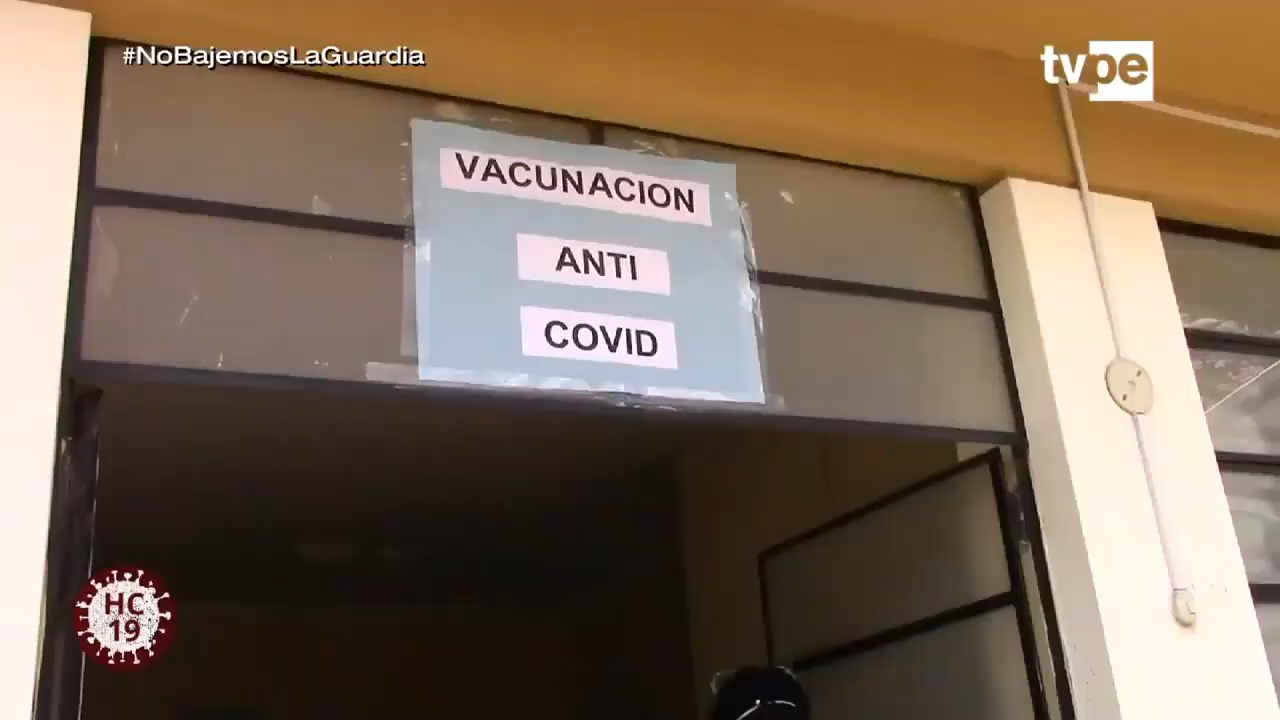 #NoBajemosLaGuardia
tvpe
VACUNACION
ANTI
COVID
HC
19